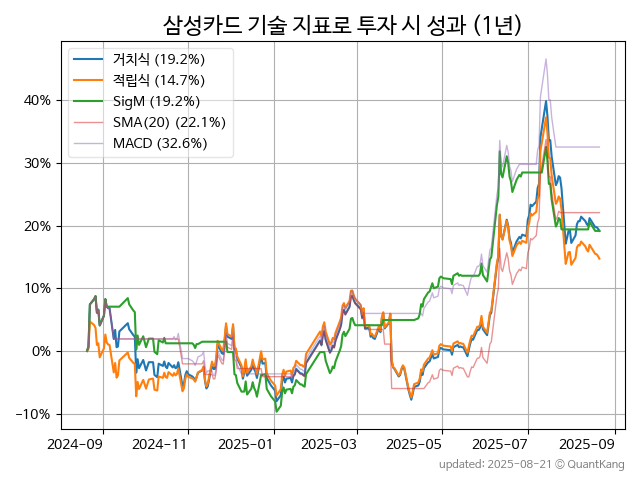 삼성카드 기술 지표로 투자 시 성과 (1년)
거치식 (19.2%)
적립식 (14.7%)
SigM (19.2%)
SMA(20) (22.1%)
MACD (32.6%)
40%
30%
20%
10%
0%
−10%
2024-09 2024-11 2025-01 2025-03 2025-05 2025-07 2025-09
updated: 2025-08-21 © QuantKang